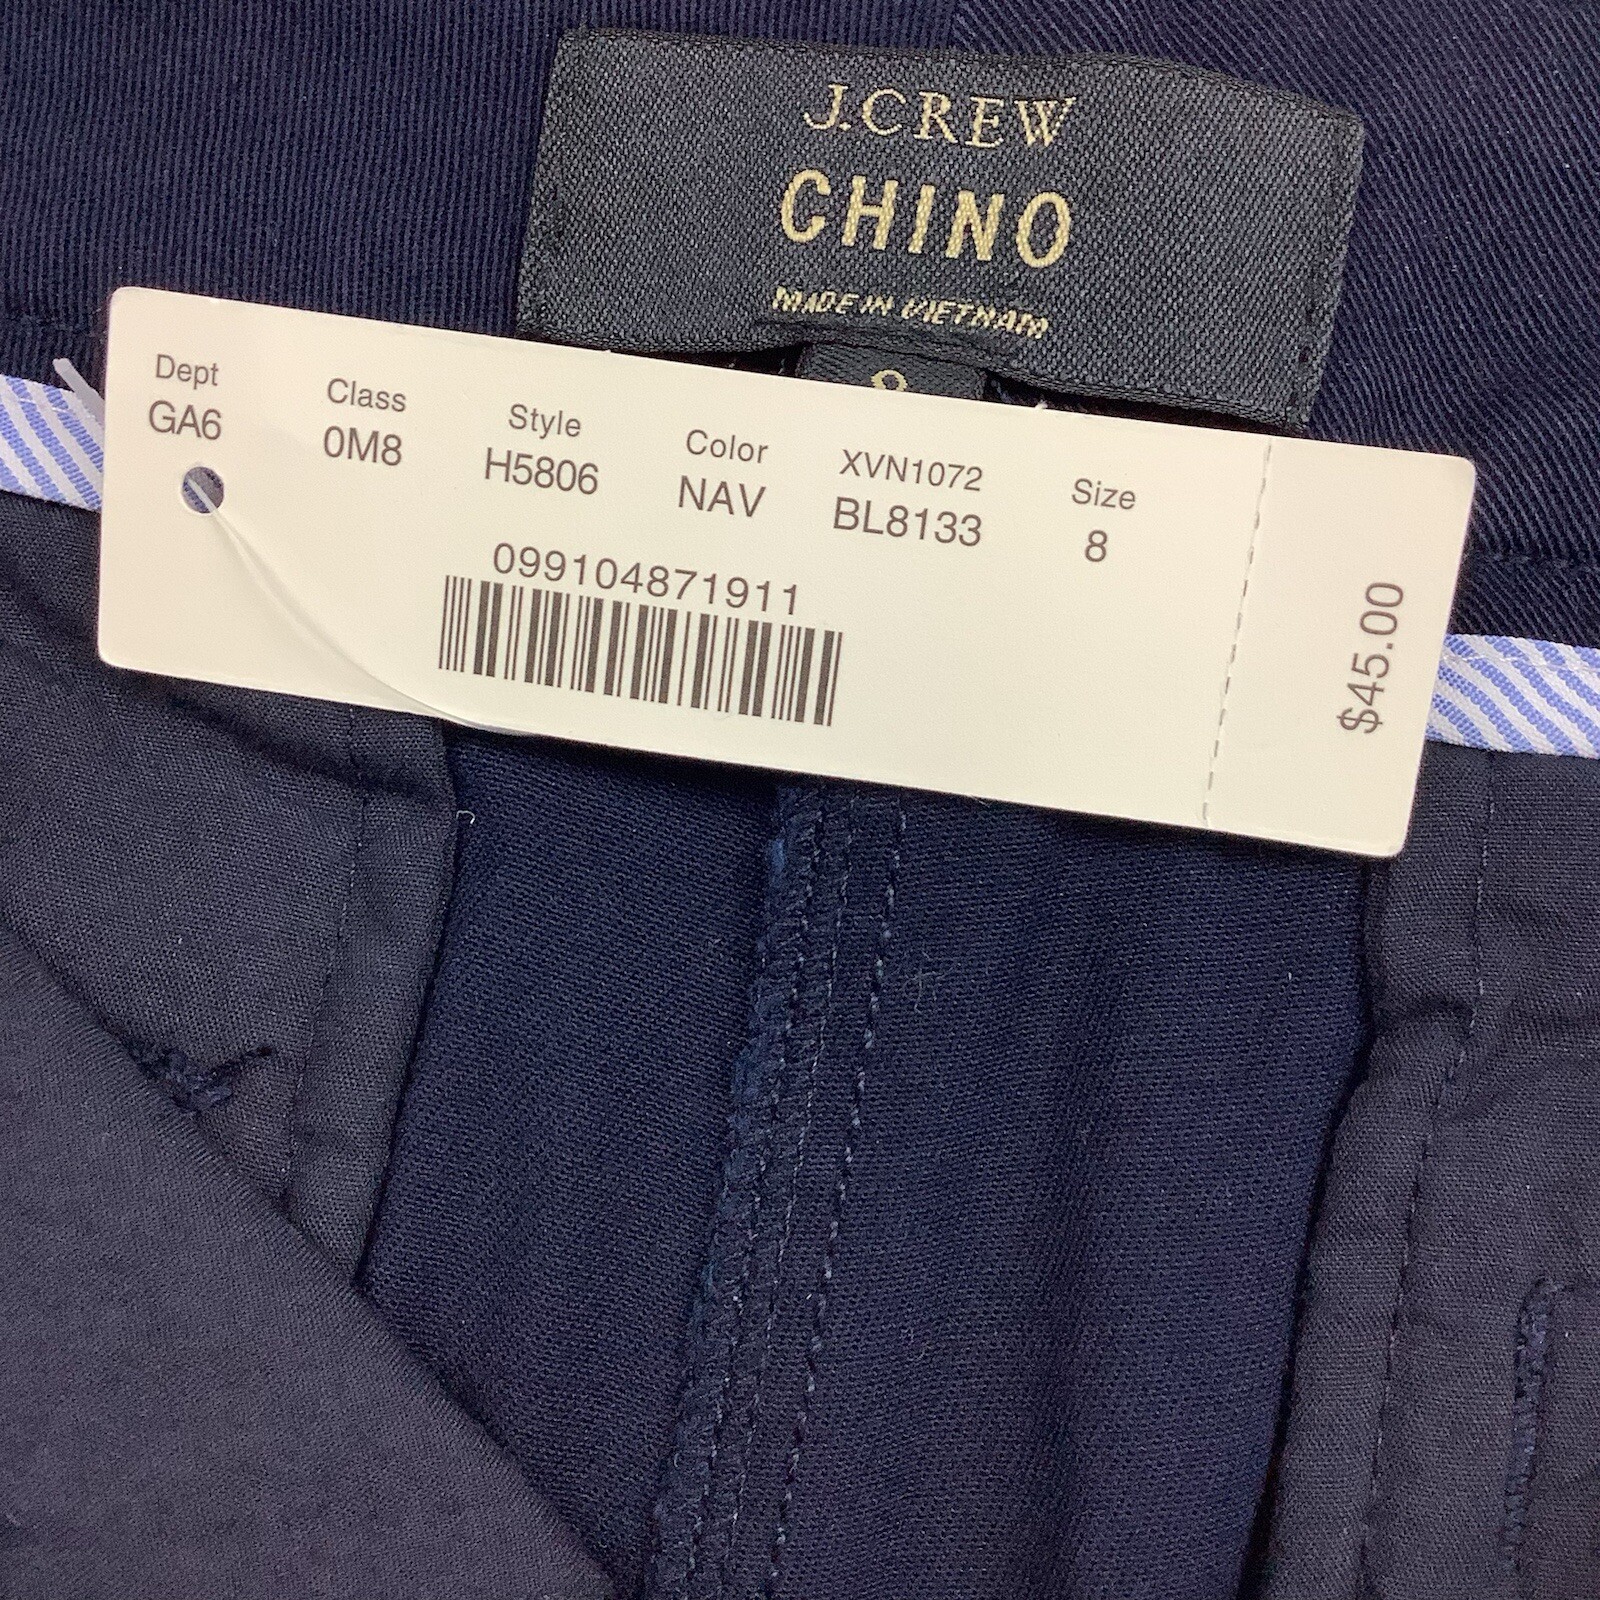 J.CREW
CHINO
MADE IN VIETNAM
8
Dept Class Style Color XVN1072 Size
GA6 0M8 H5806 NAV BL8133 8
099104871911
$45.00